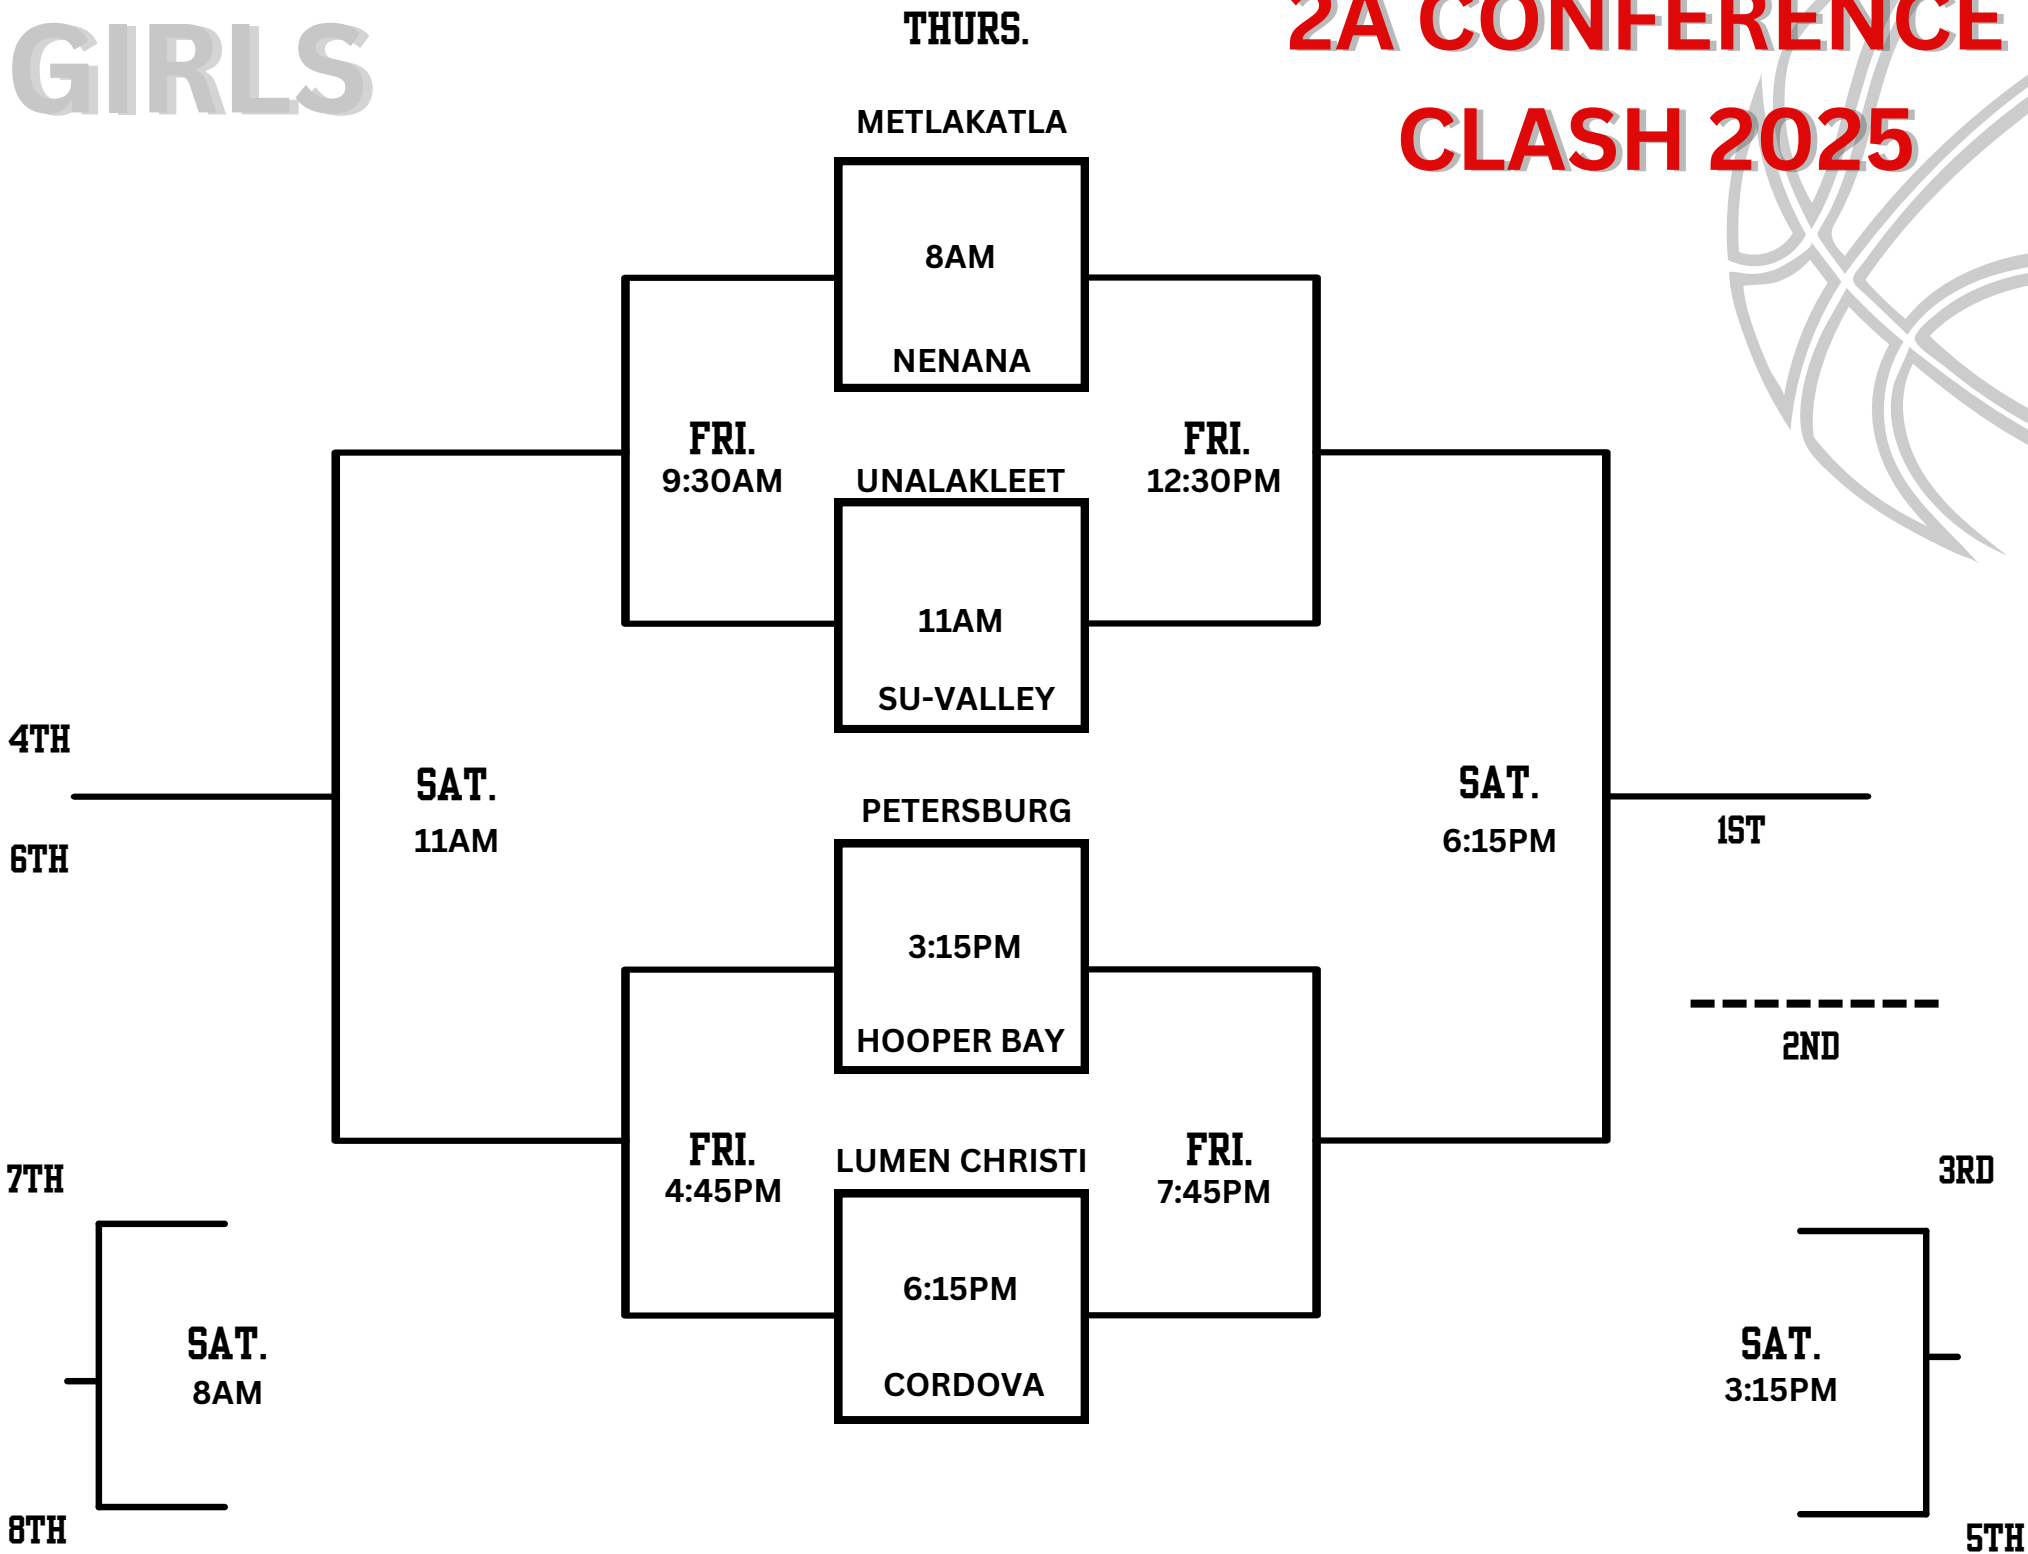 GIRLS
THURS.
2A CONFERENCE
CLASH 2025
METLAKATLA
8AM
NENANA
FRI.
9:30AM
FRI.
12:30PM
UNALAKLEET
11AM
SU-VALLEY
4TH
6TH
SAT.
11AM
SAT.
6:15PM
1ST
PETERSBURG
3:15PM
HOOPER BAY
2ND
FRI.
4:45PM
FRI.
7:45PM
LUMEN CHRISTI
6:15PM
CORDOVA
7TH
SAT.
8AM
8TH
3RD
SAT.
3:15PM
5TH